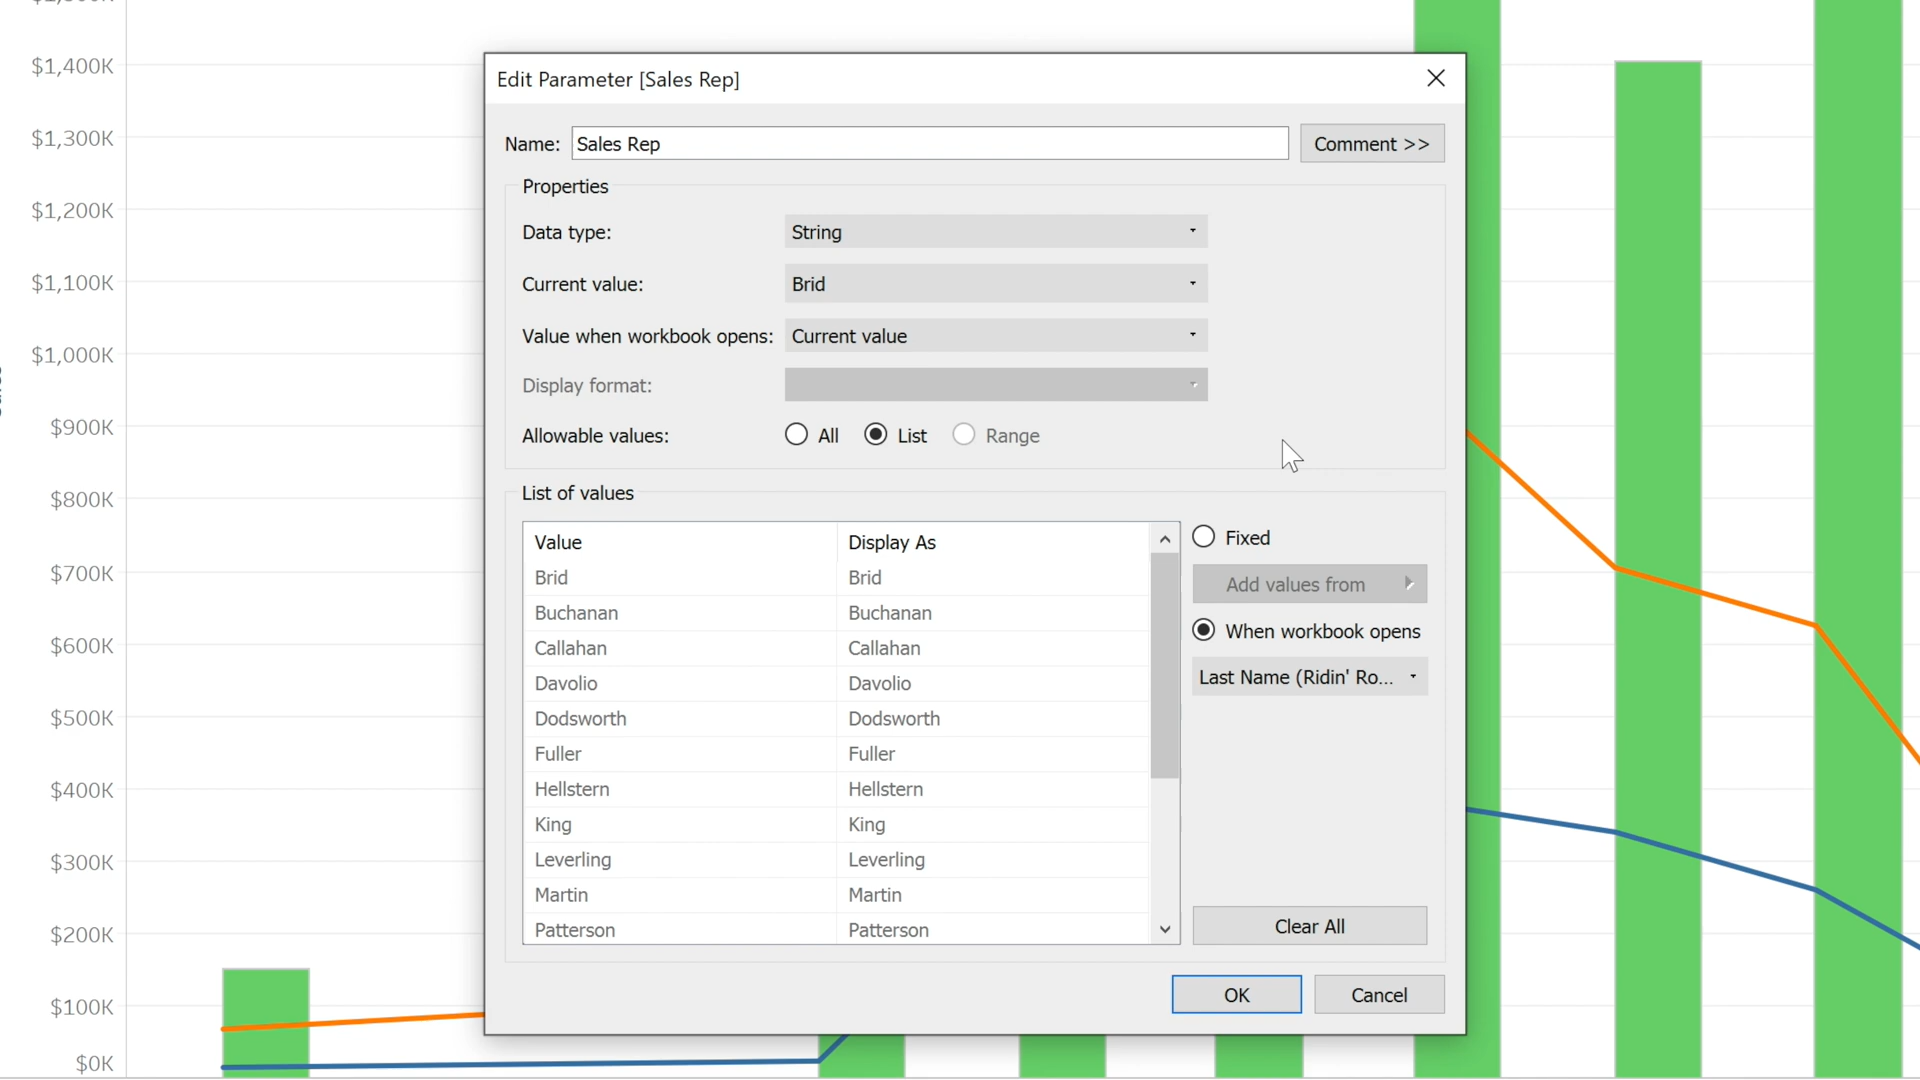 $1,400K
$1,300K
$1,200K
$1,100K
$1,000K
$900K
$800K
$700K
$600K
$500K
$400K
$300K
$200K
$100K
$0K
Edit Parameter [Sales Rep]
Name: Sales Rep Comment >>
Properties
Data type: String
Current value: Brid
Value when workbook opens: Current value
Display format:
Allowable values: All List Range
List of values
Value Display As
Brid Brid
Buchanan Buchanan
Callahan Callahan
Davolio Davolio
Dodsworth Dodsworth
Fuller Fuller
Hellstern Hellstern
King King
Leverling Leverling
Martin Martin
Patterson Patterson
Fixed
Add values from
When workbook opens
Last Name (Ridin' Ro...
Clear All
OK Cancel